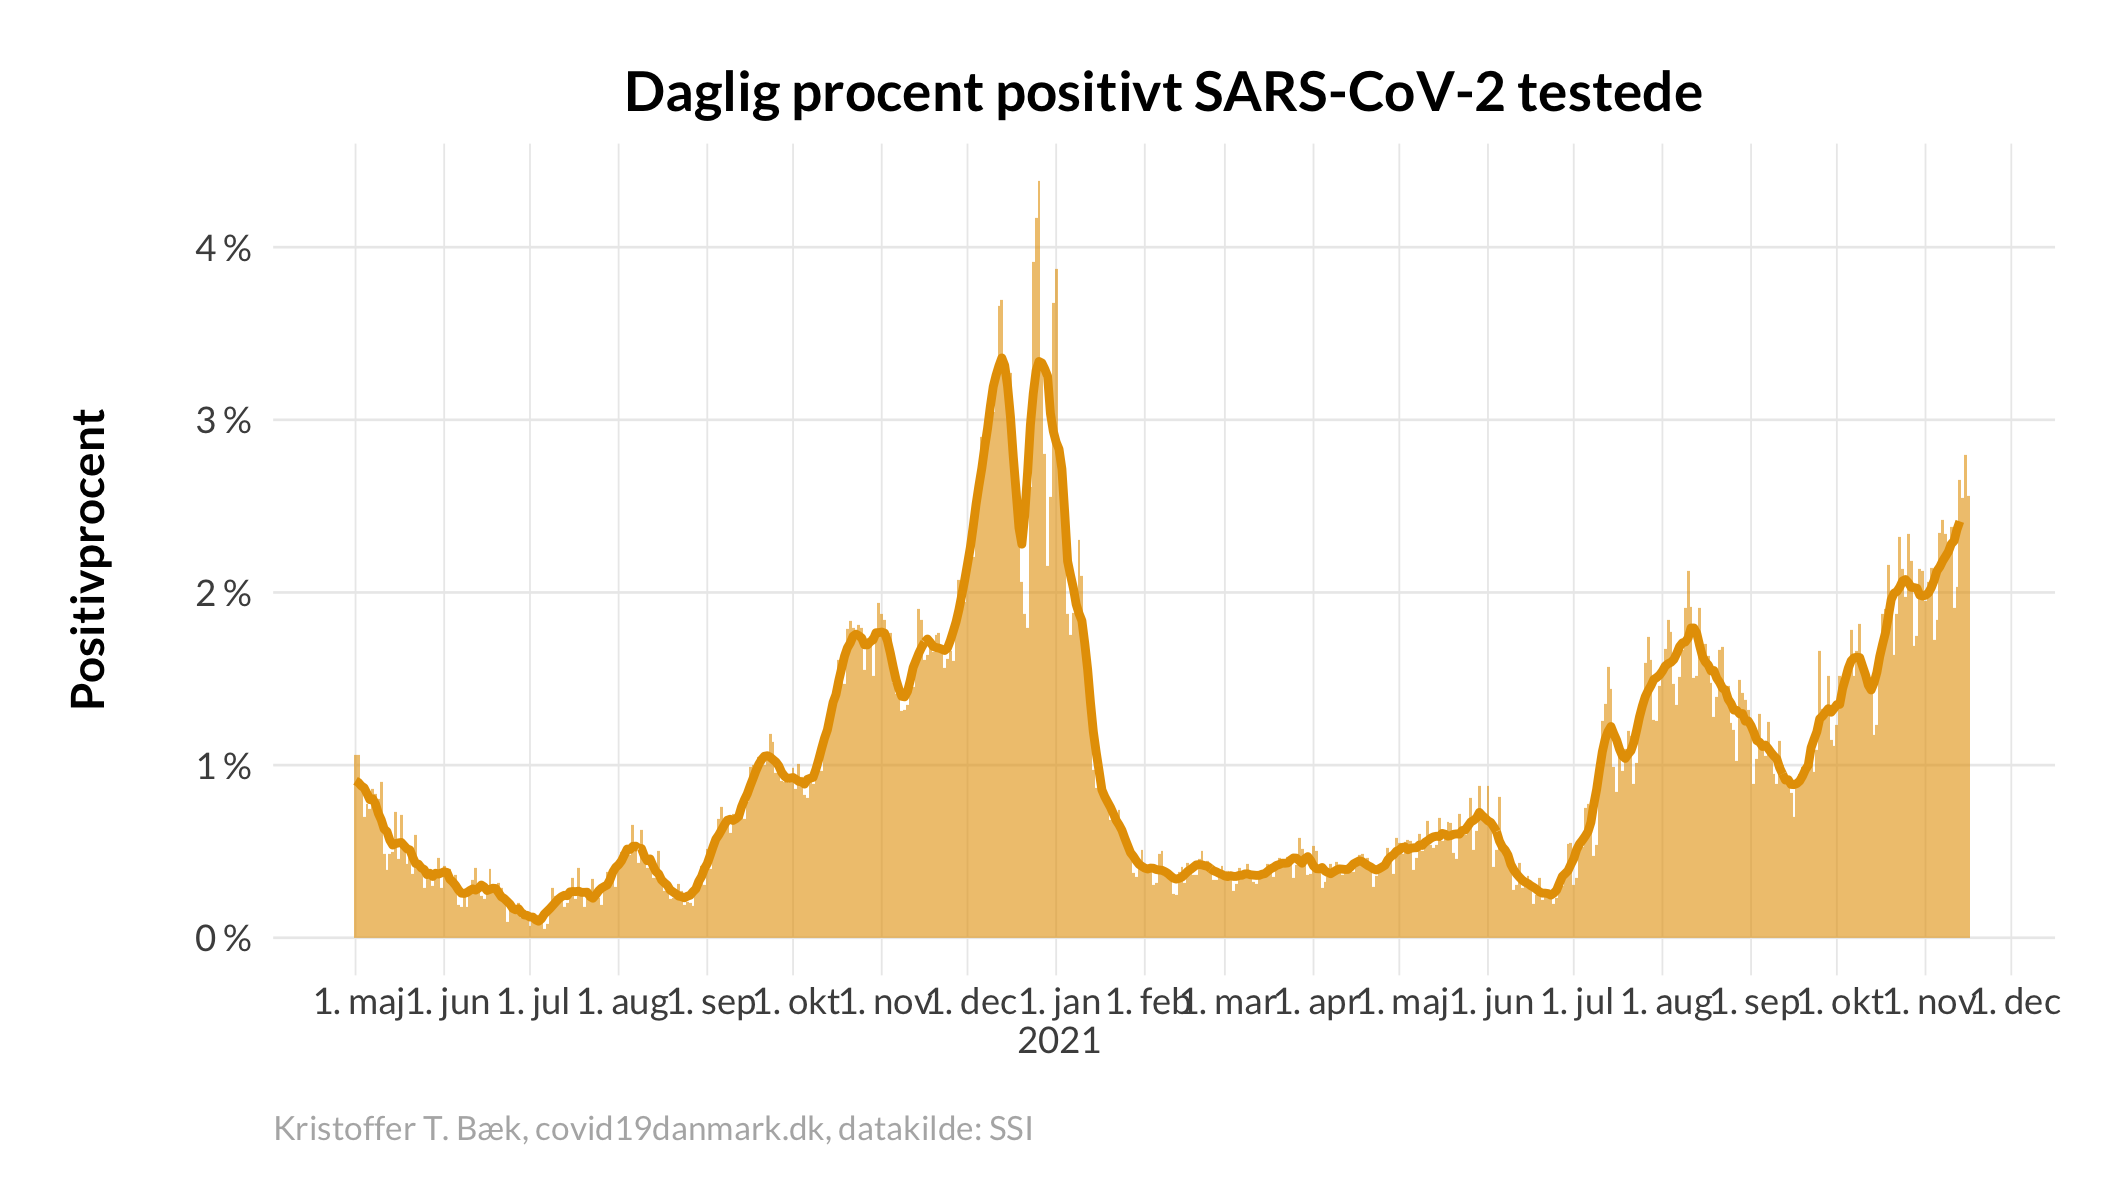 Daglig procent positivt SARS-CoV-2 testede
Positivprocent
4 %
3 %
2 %
1 %
0 %
1. maj 1. jun 1. jul 1. aug 1. sep 1. okt 1. nov 1. dec 1. jan 1. feb 1. mar 1. apr 1. maj 1. jun 1. jul 1. aug 1. sep 1. okt 1. nov 1. dec
2021
Kristoffer T. Bæk, covid19danmark.dk, datakilde: SSI